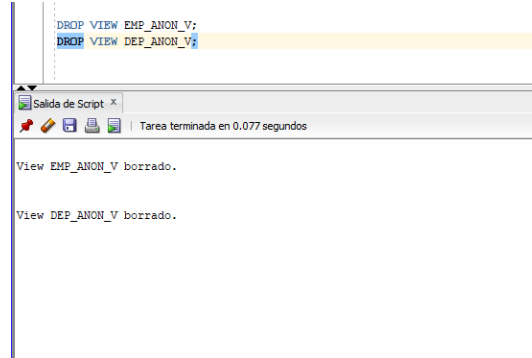 DROP VIEW EMP_ANON_V;
DROP VIEW DEP_ANON_V;
Salida de Script x
Tarea terminada en 0.077 segundos
View EMP_ANON_V borrado.
View DEP_ANON_V borrado.